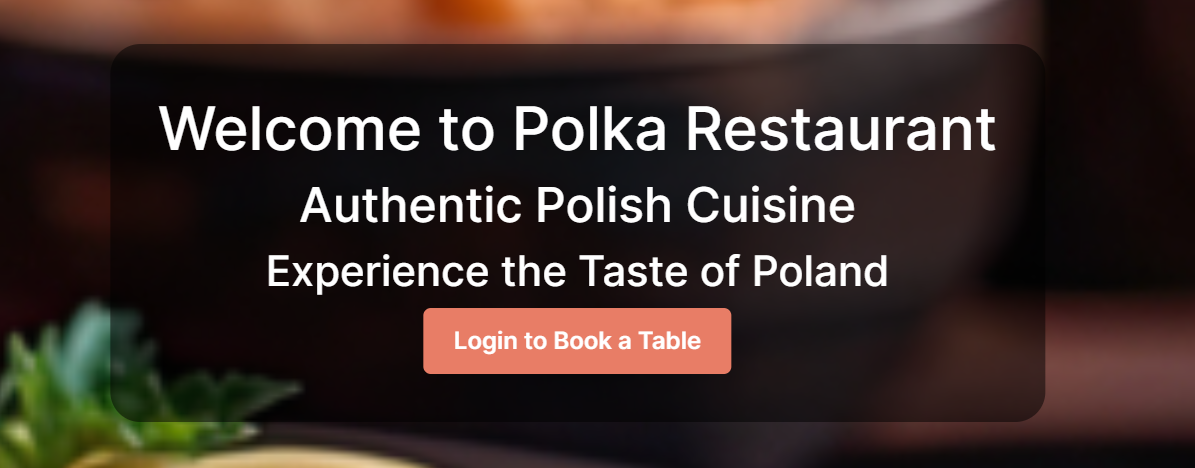 Welcome to Polka Restaurant
Authentic Polish Cuisine
Experience the Taste of Poland
Login to Book a Table